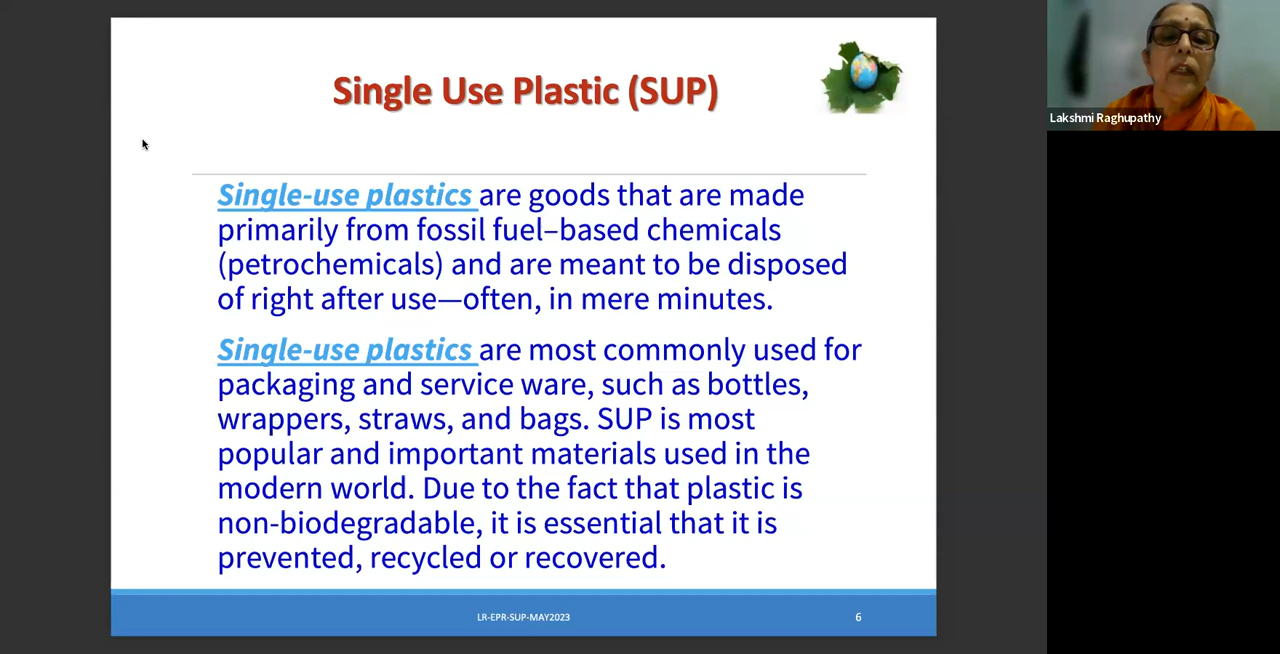 Single Use Plastic (SUP)
Lakshmi Raghupathy
Single-use plastics are goods that are made
primarily from fossil fuel–based chemicals
(petrochemicals) and are meant to be disposed
of right after use—often, in mere minutes.
Single-use plastics are most commonly used for
packaging and service ware, such as bottles,
wrappers, straws, and bags. SUP is most
popular and important materials used in the
modern world. Due to the fact that plastic is
non-biodegradable, it is essential that it is
prevented, recycled or recovered.
LR-EPR-SUP-MAY2023
6